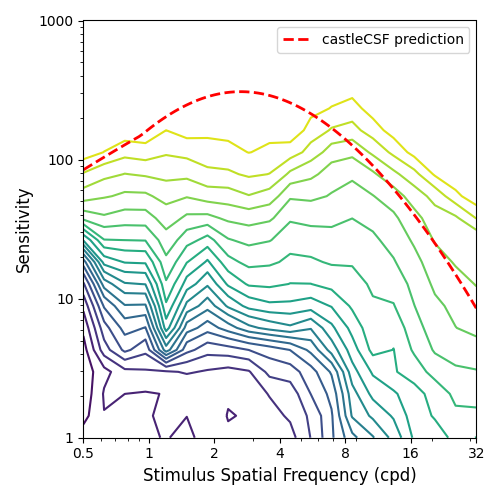 1000
castleCSF prediction
100
Sensitivity
10
1
0.5 1 2 4 8 16 32
Stimulus Spatial Frequency (cpd)